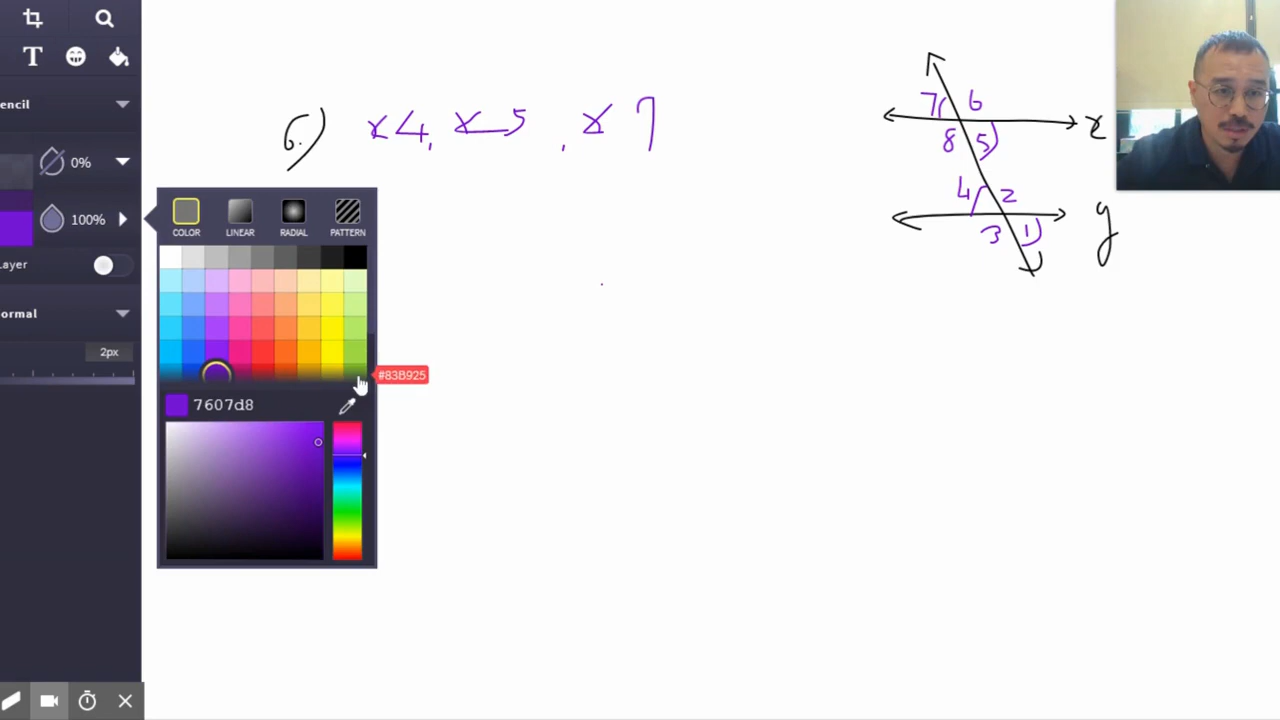 T
encil
0%
100%
COLOR LINEAR RADIAL PATTERN
ayer
ormal
2px
#83B925
7607d8
6.) ∠4, ∠5, ∠7
7 6
8 5
x
4 2
3 1
y